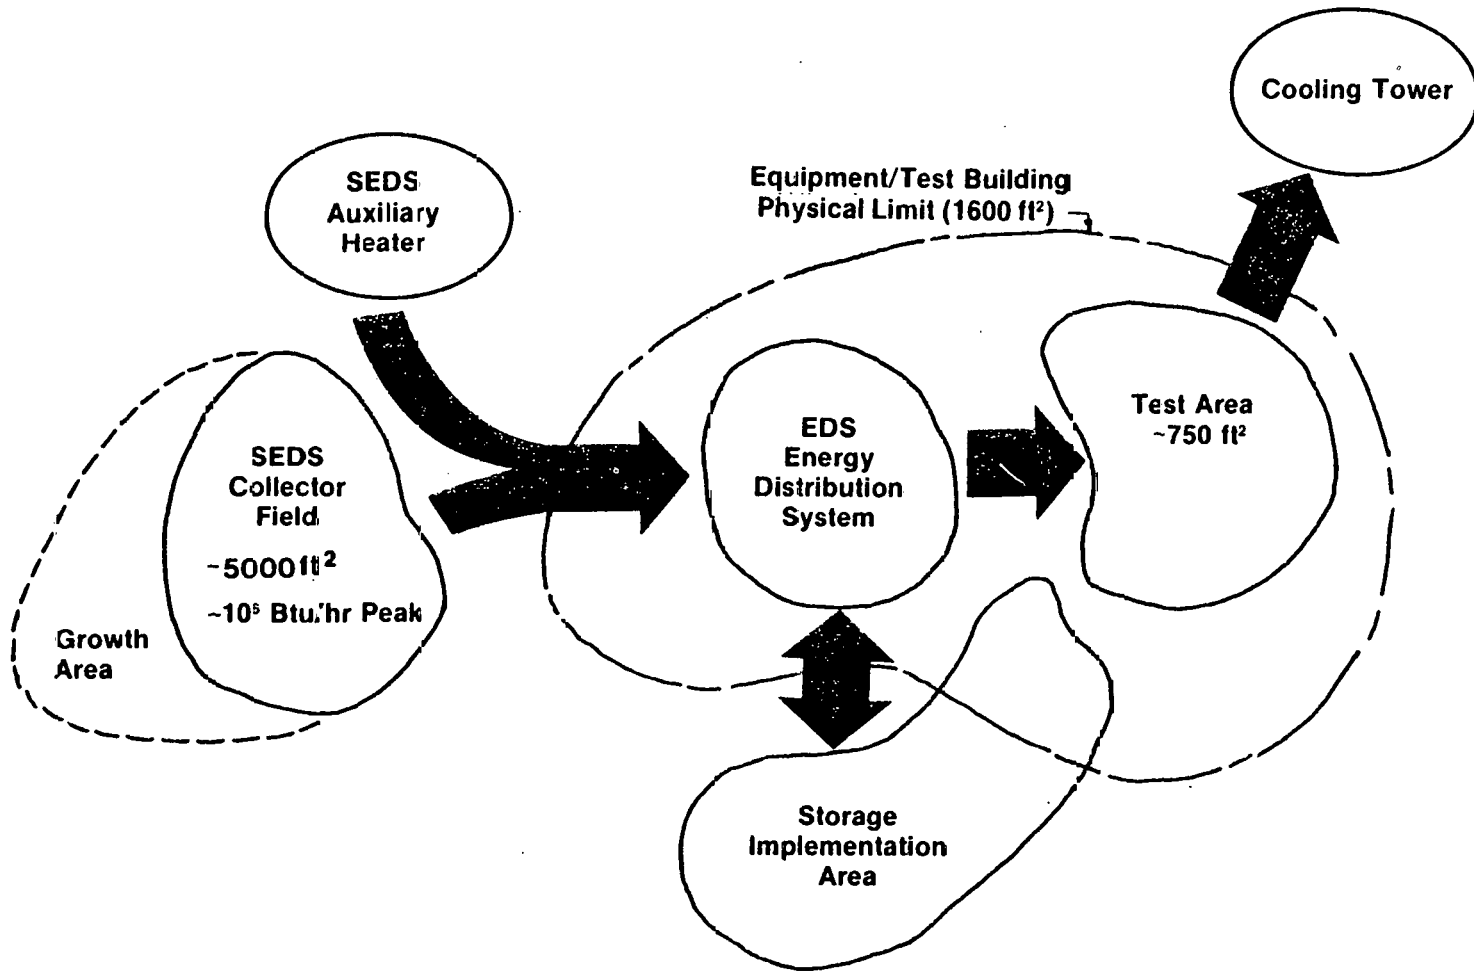 Cooling Tower
SEDS
Auxiliary
Heater
Equipment/Test Building
Physical Limit (1600 ft²)
SEDS
Collector
Field
~5000 ft²
~10⁶ Btu/hr Peak
Growth
Area
EDS
Energy
Distribution
System
Test Area
~750 ft²
Storage
Implementation
Area